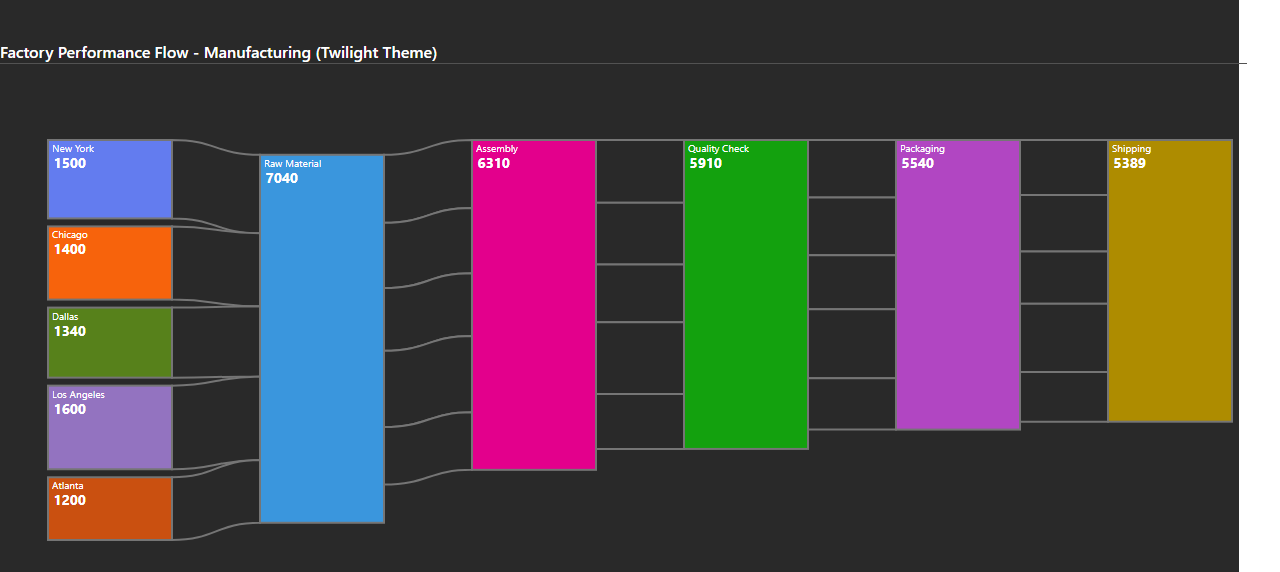 Factory Performance Flow - Manufacturing (Twilight Theme)
New York
1500
Chicago
1400
Dallas
1340
Los Angeles
1600
Atlanta
1200
Raw Material
7040
Assembly
6310
Quality Check
5910
Packaging
5540
Shipping
5389